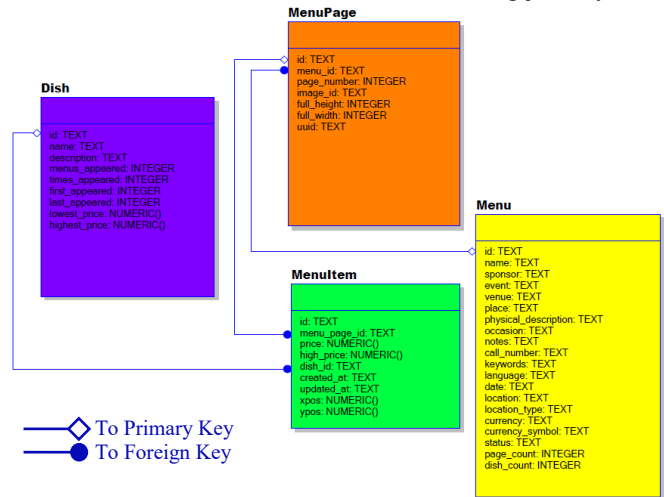 MenuPage
id: TEXT
menu_id: TEXT
page_number: INTEGER
image_id: TEXT
full_height: INTEGER
full_width: INTEGER
uuid: TEXT
Dish
id: TEXT
name: TEXT
description: TEXT
menus_appeared: INTEGER
times_appeared: INTEGER
first_appeared: INTEGER
last_appeared: INTEGER
lowest_price: NUMERIC()
highest_price: NUMERIC()
Menu
id: TEXT
name: TEXT
sponsor: TEXT
event: TEXT
venue: TEXT
place: TEXT
physical_description: TEXT
occasion: TEXT
notes: TEXT
call_number: TEXT
keywords: TEXT
language: TEXT
date: TEXT
location: TEXT
location_type: TEXT
currency: TEXT
currency_symbol: TEXT
status: TEXT
page_count: INTEGER
dish_count: INTEGER
MenuItem
id: TEXT
menu_page_id: TEXT
price: NUMERIC()
high_price: NUMERIC()
dish_id: TEXT
created_at: TEXT
updated_at: TEXT
xpos: NUMERIC()
ypos: NUMERIC()
To Primary Key
To Foreign Key